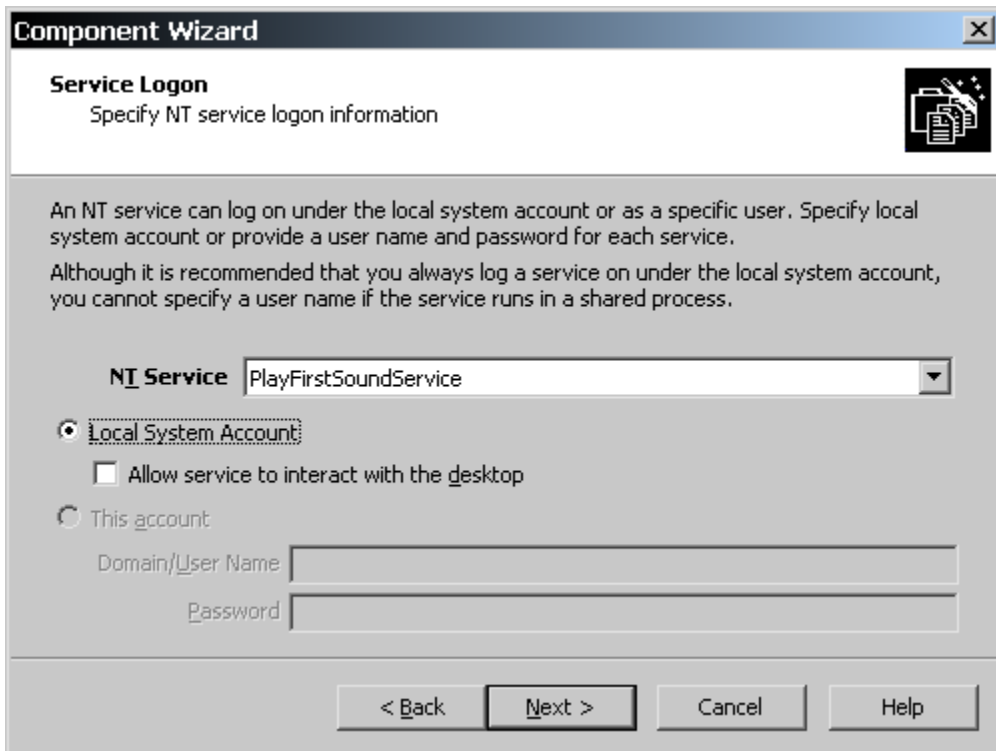 Component Wizard
Service Logon
Specify NT service logon information
An NT service can log on under the local system account or as a specific user. Specify local
system account or provide a user name and password for each service.
Although it is recommended that you always log a service on under the local system account,
you cannot specify a user name if the service runs in a shared process.
NT Service PlayFirstSoundService
Local System Account
Allow service to interact with the desktop
This account
Domain/User Name
Password
< Back Next > Cancel Help